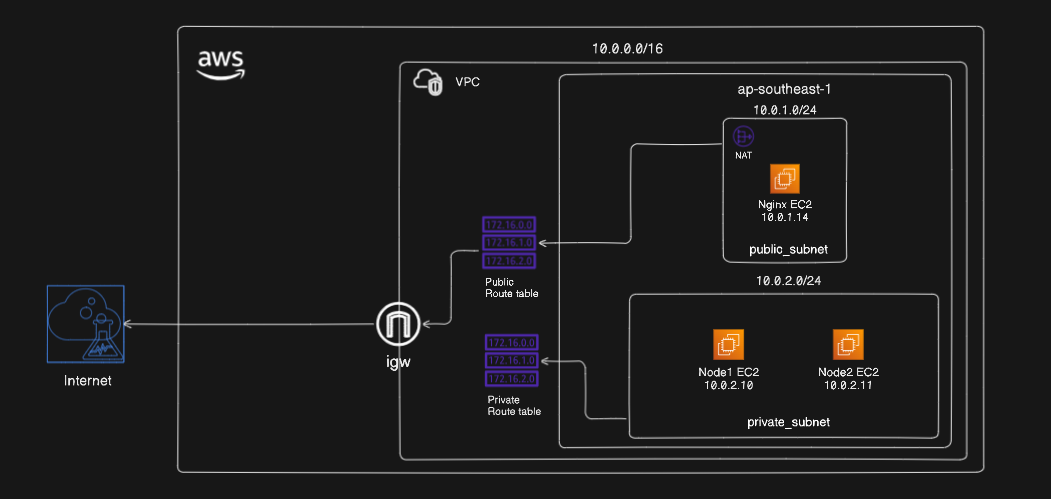 aws
10.0.0.0/16
VPC
ap-southeast-1
10.0.1.0/24
NAT
Nginx EC2
10.0.1.14
public_subnet
172.16.0.0
172.16.1.0
172.16.2.0
Public
Route table
10.0.2.0/24
Internet
igw
172.16.0.0
172.16.1.0
172.16.2.0
Private
Route table
Node1 EC2
10.0.2.10
Node2 EC2
10.0.2.11
private_subnet